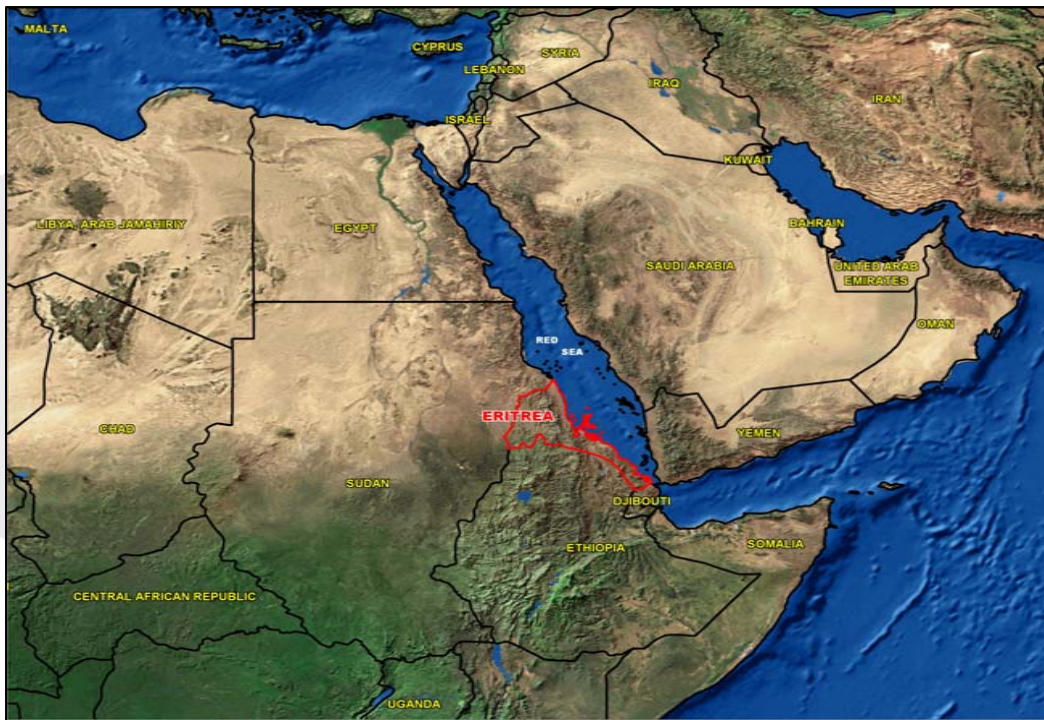 MALTA
CYPRUS
SYRIA
LEBANON
IRAQ
IRAN
ISRAEL
KUWAIT
LIBYA, ARAB JAMAHIRIY
EGYPT
BAHRAIN
SAUDI ARABIA
UNITED ARAB
EMIRATES
OMAN
RED
SEA
ERITREA
CHAD
YEMEN
SUDAN
DJIBOUTI
ETHIOPIA
SOMALIA
CENTRAL AFRICAN REPUBLIC
UGANDA